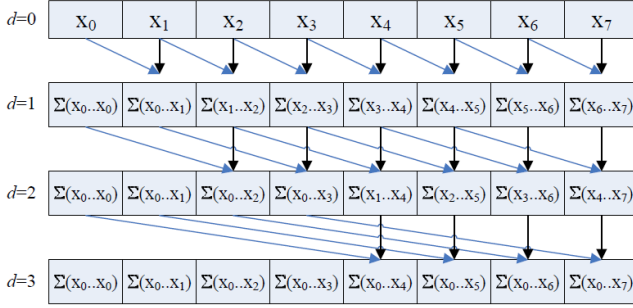 d=0 x₀ x₁ x₂ x₃ x₄ x₅ x₆ x₇
d=1 Σ(x₀..x₀) Σ(x₀..x₁) Σ(x₁..x₂) Σ(x₂..x₃) Σ(x₃..x₄) Σ(x₄..x₅) Σ(x₅..x₆) Σ(x₆..x₇)
d=2 Σ(x₀..x₀) Σ(x₀..x₁) Σ(x₀..x₂) Σ(x₀..x₃) Σ(x₁..x₄) Σ(x₂..x₅) Σ(x₃..x₆) Σ(x₄..x₇)
d=3 Σ(x₀..x₀) Σ(x₀..x₁) Σ(x₀..x₂) Σ(x₀..x₃) Σ(x₀..x₄) Σ(x₀..x₅) Σ(x₀..x₆) Σ(x₀..x₇)